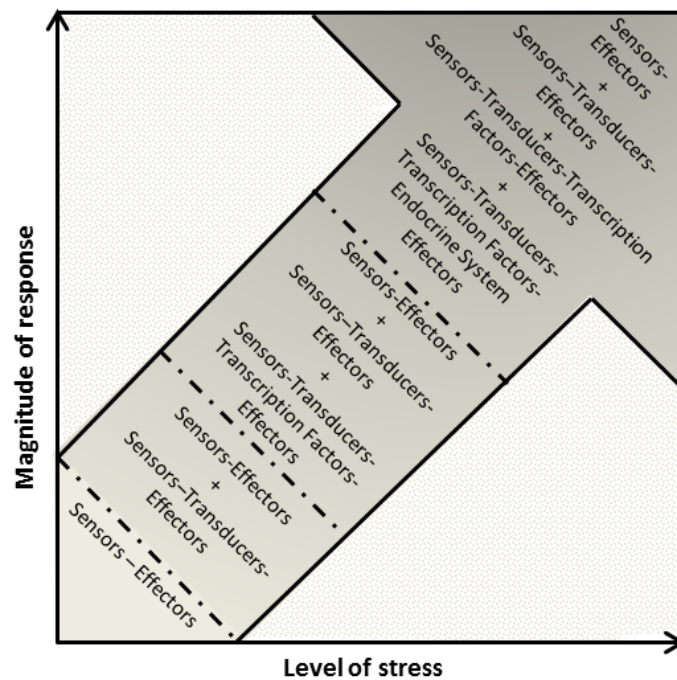 Sensors-
Effectors
+
Sensors–Transducers-
Effectors
+
Sensors-Transducers-Transcription
Factors-Effectors
+
Sensors-Transducers-
Transcription Factors-
Endocrine System
Effectors
Sensors-Effectors
+
Sensors–Transducers-
Effectors
+
Sensors-Transducers-
Transcription Factors-
Effectors
Sensors-Effectors
+
Sensors–Transducers-
Effectors
Sensors – Effectors
Magnitude of response
Level of stress